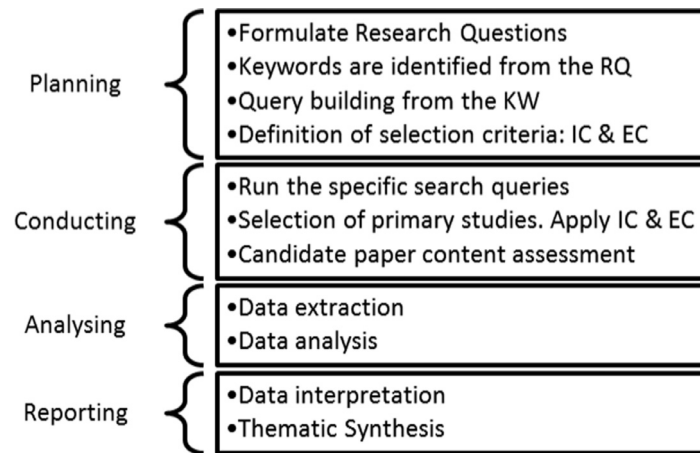 Planning
•Formulate Research Questions
•Keywords are identified from the RQ
•Query building from the KW
•Definition of selection criteria: IC & EC
Conducting
•Run the specific search queries
•Selection of primary studies. Apply IC & EC
•Candidate paper content assessment
Analysing
•Data extraction
•Data analysis
Reporting
•Data interpretation
•Thematic Synthesis